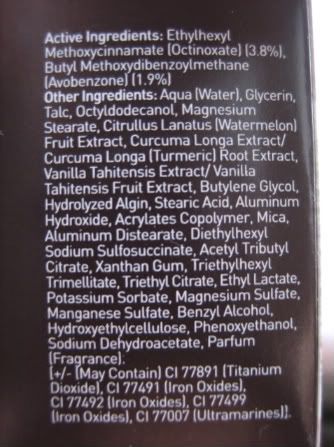 Active Ingredients: Ethylhexyl
Methoxycinnamate (Octinoxate) (3.8%),
Butyl Methoxydibenzoylmethane
(Avobenzone) (1.9%)
Other Ingredients: Aqua (Water), Glycerin,
Talc, Octyldodecanol, Magnesium
Stearate, Citrullus Lanatus (Watermelon)
Fruit Extract, Curcuma Longa Extract/
Curcuma Longa (Turmeric) Root Extract,
Vanilla Tahitensis Extract/ Vanilla
Tahitensis Fruit Extract, Butylene Glycol,
Hydrolyzed Algin, Stearic Acid, Aluminum
Hydroxide, Acrylates Copolymer, Mica,
Aluminum Distearate, Diethylhexyl
Sodium Sulfosuccinate, Acetyl Tributyl
Citrate, Xanthan Gum, Triethylhexyl
Trimellitate, Triethyl Citrate, Ethyl Lactate,
Potassium Sorbate, Magnesium Sulfate,
Manganese Sulfate, Benzyl Alcohol,
Hydroxyethylcellulose, Phenoxyethanol,
Sodium Dehydroacetate, Parfum
(Fragrance).
[+/- (May Contain) CI 77891 (Titanium
Dioxide), CI 77491 (Iron Oxides),
CI 77492 (Iron Oxides), CI 77499
(Iron Oxides), CI 77007 (Ultramarines)].